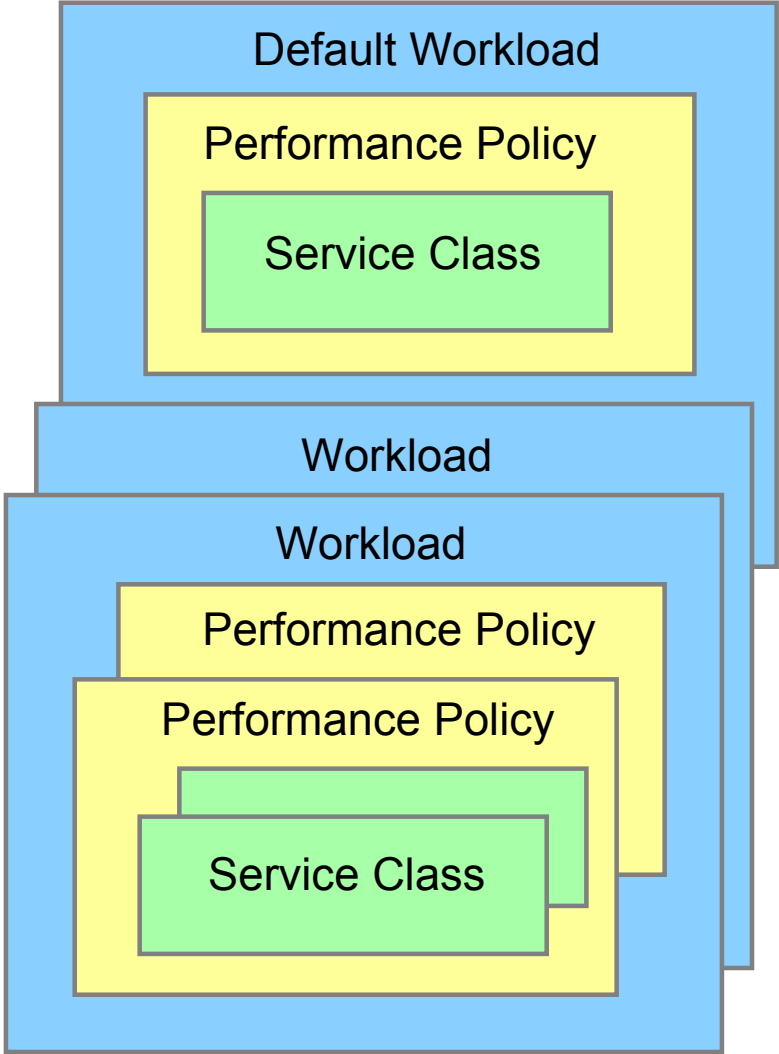 Default Workload
Performance Policy
Service Class
Workload
Workload
Performance Policy
Performance Policy
Service Class